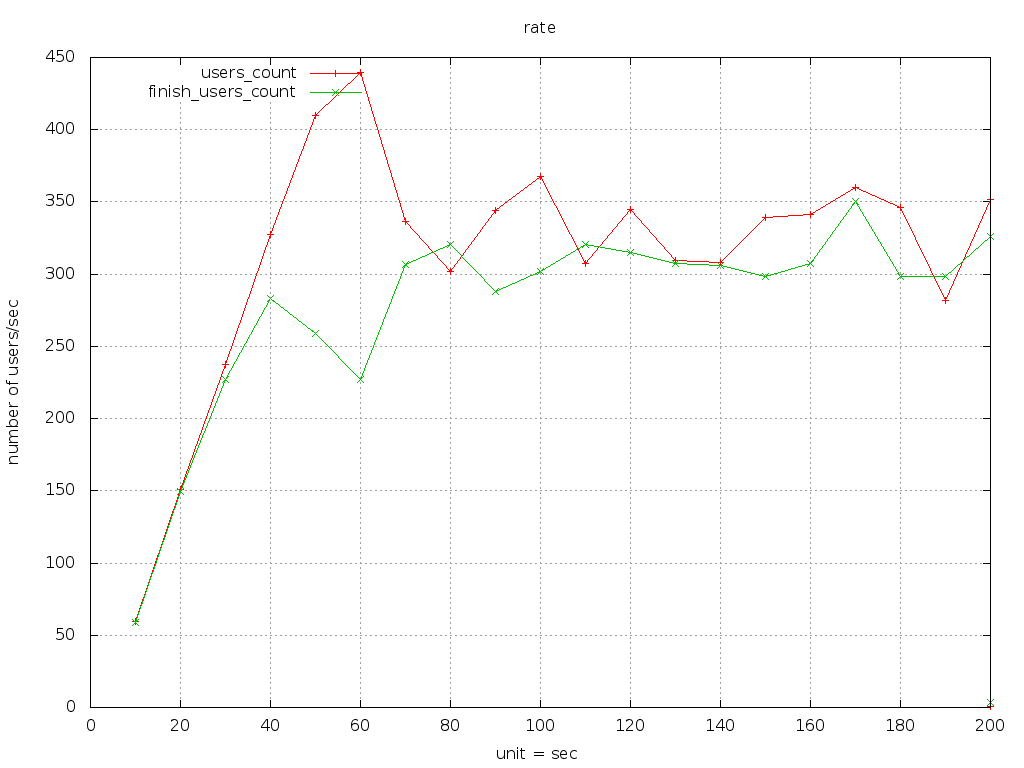 rate
450
400
350
300
250
200
150
100
50
0
users_count
finish_users_count
number of users/sec
0 20 40 60 80 100 120 140 160 180 200
unit = sec